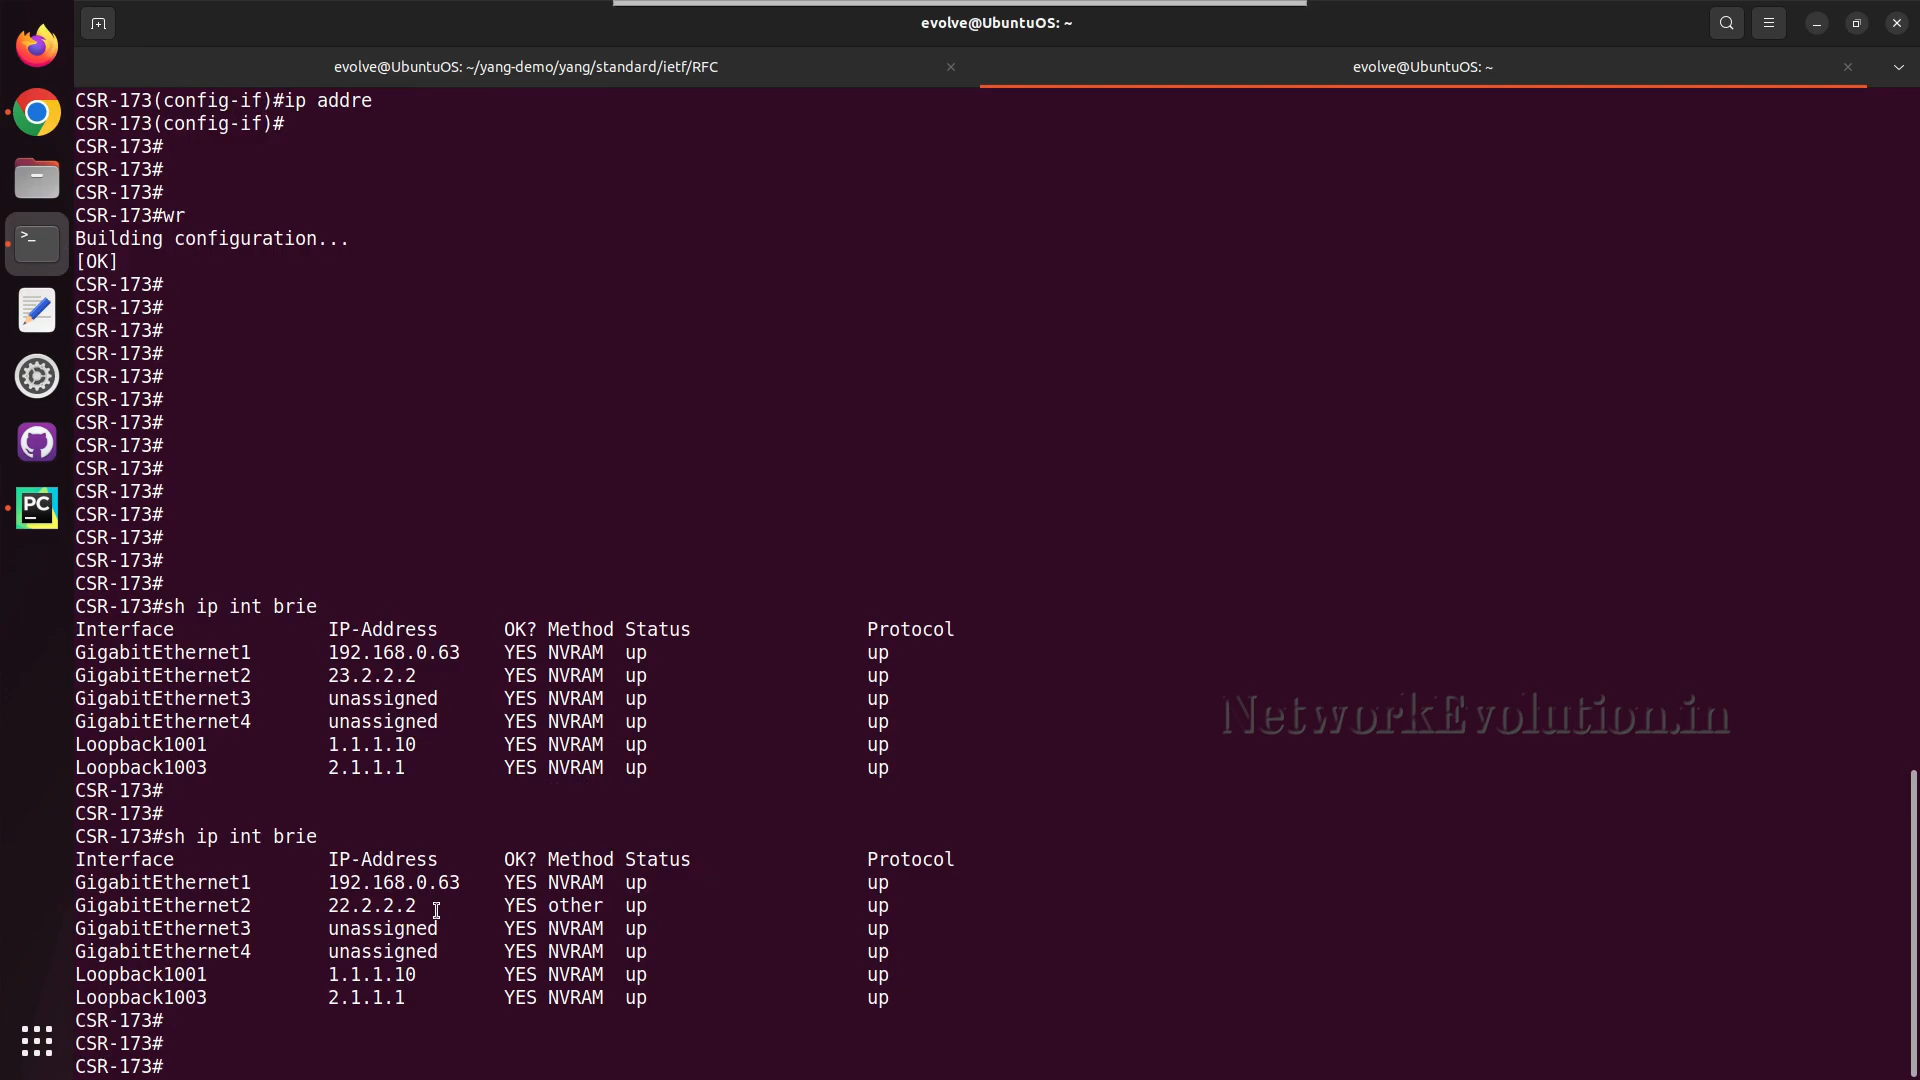 evolve@UbuntuOS: ~
evolve@UbuntuOS: ~/yang-demo/yang/standard/ietf/RFC
evolve@UbuntuOS: ~
CSR-173(config-if)#ip addre
CSR-173(config-if)#
CSR-173#
CSR-173#
CSR-173#
CSR-173#wr
Building configuration...
[OK]
CSR-173#
CSR-173#
CSR-173#
CSR-173#
CSR-173#
CSR-173#
CSR-173#
CSR-173#
CSR-173#
CSR-173#
CSR-173#
CSR-173#
CSR-173#
CSR-173#
CSR-173#sh ip int brie
Interface IP-Address OK? Method Status Protocol
GigabitEthernet1 192.168.0.63 YES NVRAM up up
GigabitEthernet2 23.2.2.2 YES NVRAM up up
GigabitEthernet3 unassigned YES NVRAM up up
GigabitEthernet4 unassigned YES NVRAM up up
Loopback1001 1.1.1.10 YES NVRAM up up
Loopback1003 2.1.1.1 YES NVRAM up up
CSR-173#
CSR-173#
CSR-173#sh ip int brie
Interface IP-Address OK? Method Status Protocol
GigabitEthernet1 192.168.0.63 YES NVRAM up up
GigabitEthernet2 22.2.2.2 YES other up up
GigabitEthernet3 unassigned YES NVRAM up up
GigabitEthernet4 unassigned YES NVRAM up up
Loopback1001 1.1.1.10 YES NVRAM up up
Loopback1003 2.1.1.1 YES NVRAM up up
CSR-173#
CSR-173#
CSR-173#
NetworkEvolution.in
PC